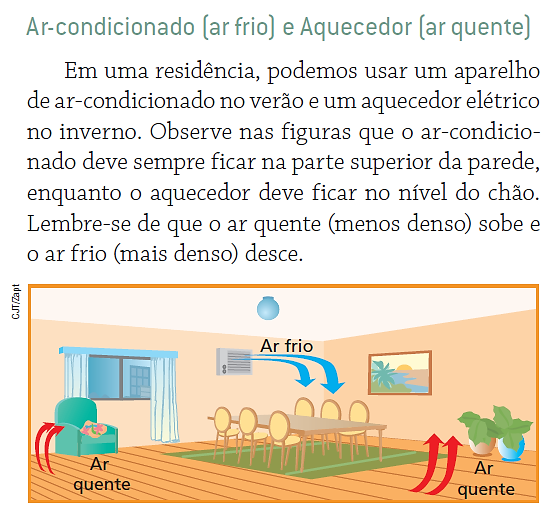 Ar-condicionado (ar frio) e Aquecedor (ar quente)
Em uma residência, podemos usar um aparelho
de ar-condicionado no verão e um aquecedor elétrico
no inverno. Observe nas figuras que o ar-condicio-
nado deve sempre ficar na parte superior da parede,
enquanto o aquecedor deve ficar no nível do chão.
Lembre-se de que o ar quente (menos denso) sobe e
o ar frio (mais denso) desce.
CJT/Zapt
Ar frio
Ar
quente
Ar
quente